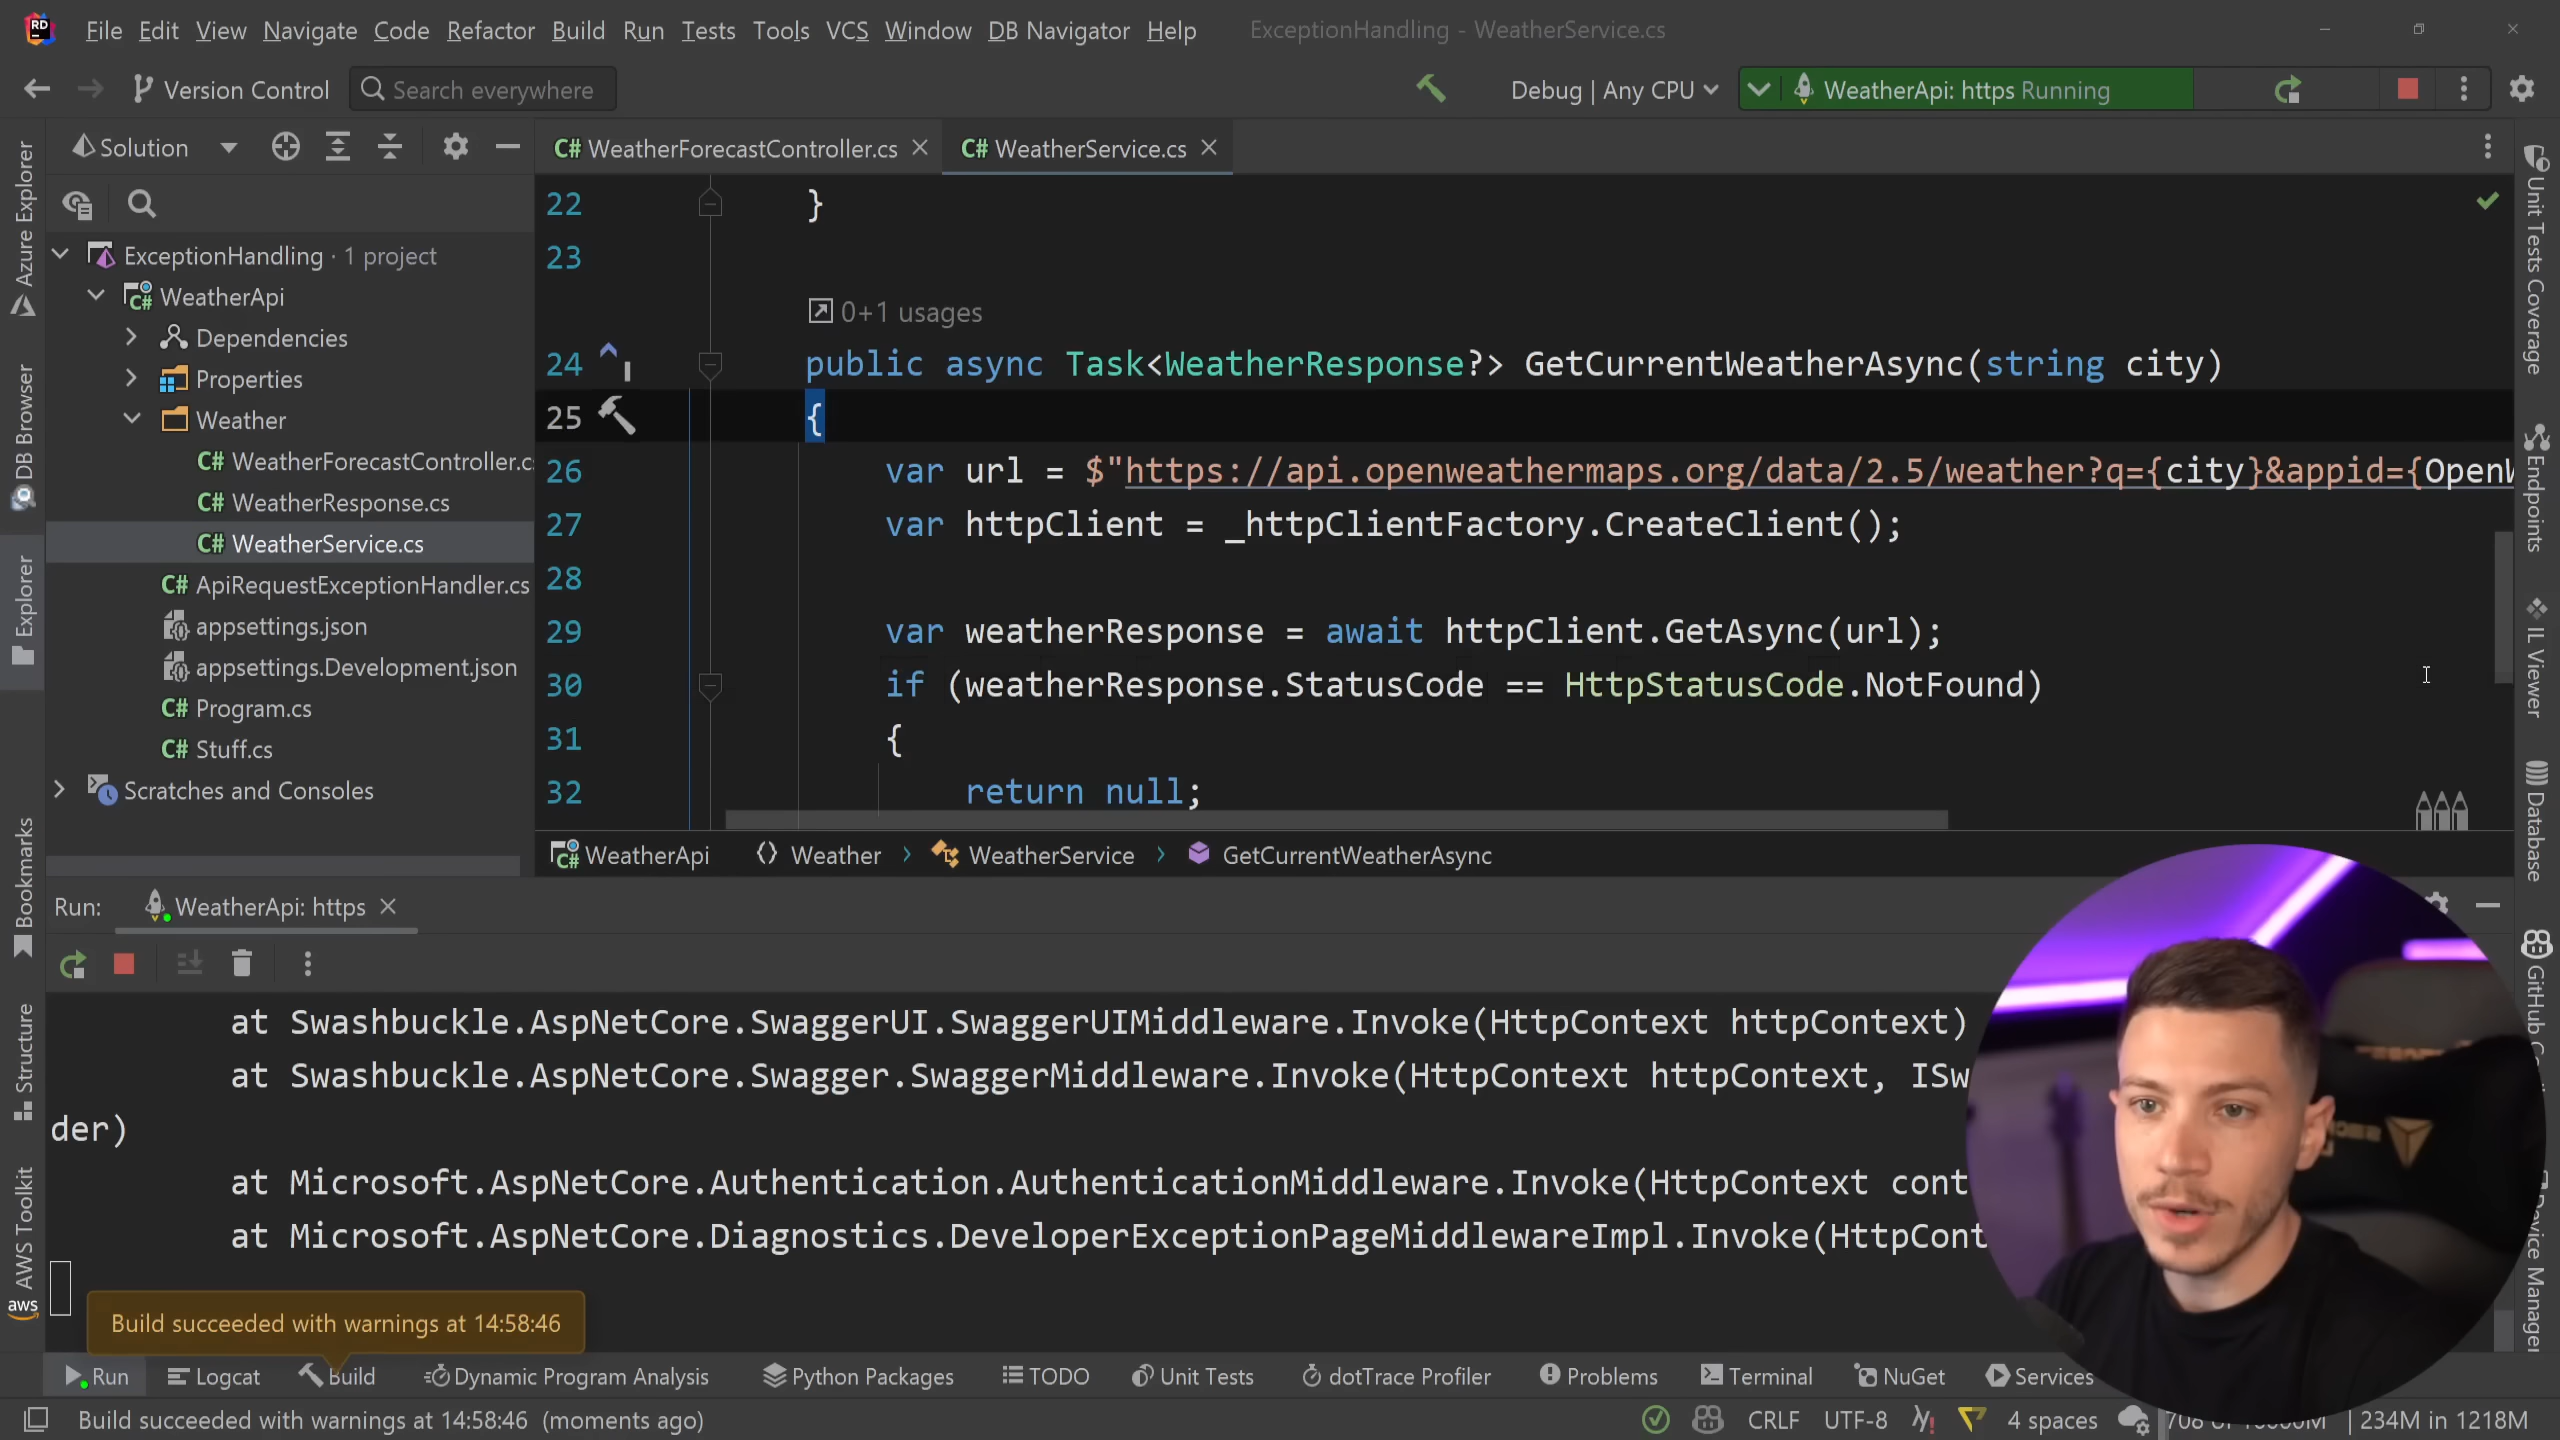 File Edit View Navigate Code Refactor Build Run Tests Tools VCS Window DB Navigator Help ExceptionHandling - WeatherService.cs
Version Control Search everywhere Debug | Any CPU WeatherApi: https Running
Solution
C# WeatherForecastController.cs C# WeatherService.cs
ExceptionHandling · 1 project
WeatherApi
Dependencies
Properties
Weather
C# WeatherForecastController.c
C# WeatherResponse.cs
C# WeatherService.cs
C# ApiRequestExceptionHandler.cs
appsettings.json
appsettings.Development.json
C# Program.cs
C# Stuff.cs
Scratches and Consoles
22 }
23
0+1 usages
24 public async Task<WeatherResponse?> GetCurrentWeatherAsync(string city)
25 {
26 var url = $"https://api.openweathermaps.org/data/2.5/weather?q={city}&appid={OpenW
27 var httpClient = _httpClientFactory.CreateClient();
28
29 var weatherResponse = await httpClient.GetAsync(url);
30 if (weatherResponse.StatusCode == HttpStatusCode.NotFound)
31 {
32 return null;
WeatherApi Weather › WeatherService › GetCurrentWeatherAsync
Run: WeatherApi: https
at Swashbuckle.AspNetCore.SwaggerUI.SwaggerUIMiddleware.Invoke(HttpContext httpContext)
at Swashbuckle.AspNetCore.Swagger.SwaggerMiddleware.Invoke(HttpContext httpContext, ISw
der)
at Microsoft.AspNetCore.Authentication.AuthenticationMiddleware.Invoke(HttpContext cont
at Microsoft.AspNetCore.Diagnostics.DeveloperExceptionPageMiddlewareImpl.Invoke(HttpCont
Build succeeded with warnings at 14:58:46
Run Logcat Build Dynamic Program Analysis Python Packages TODO Unit Tests dotTrace Profiler Problems Terminal NuGet Services
Build succeeded with warnings at 14:58:46 (moments ago) CRLF UTF-8 4 spaces 234M in 1218M
Azure Explorer
DB Browser
Explorer
Bookmarks
Structure
AWS Toolkit
aws
Unit Tests Coverage
Endpoints
IL Viewer
Database
GitHub
Manager